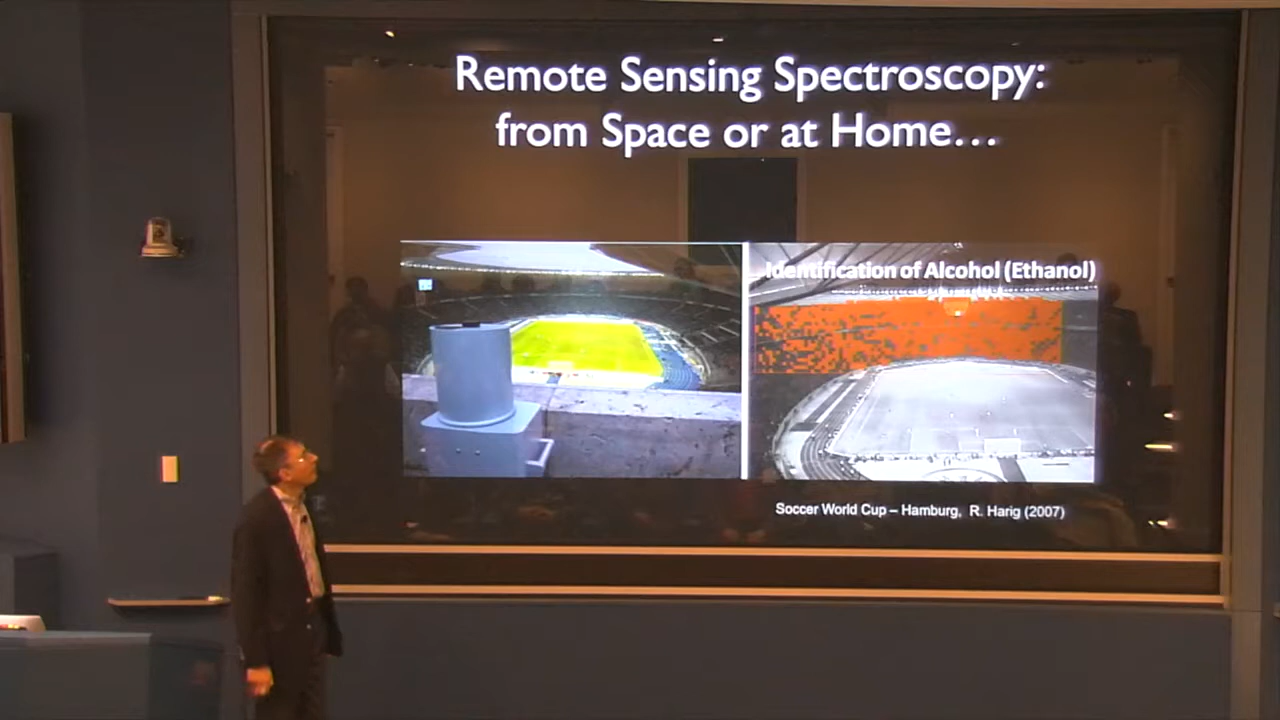 Remote Sensing Spectroscopy:
from Space or at Home…
Identification of Alcohol (Ethanol)
Soccer World Cup – Hamburg, R. Harig (2007)